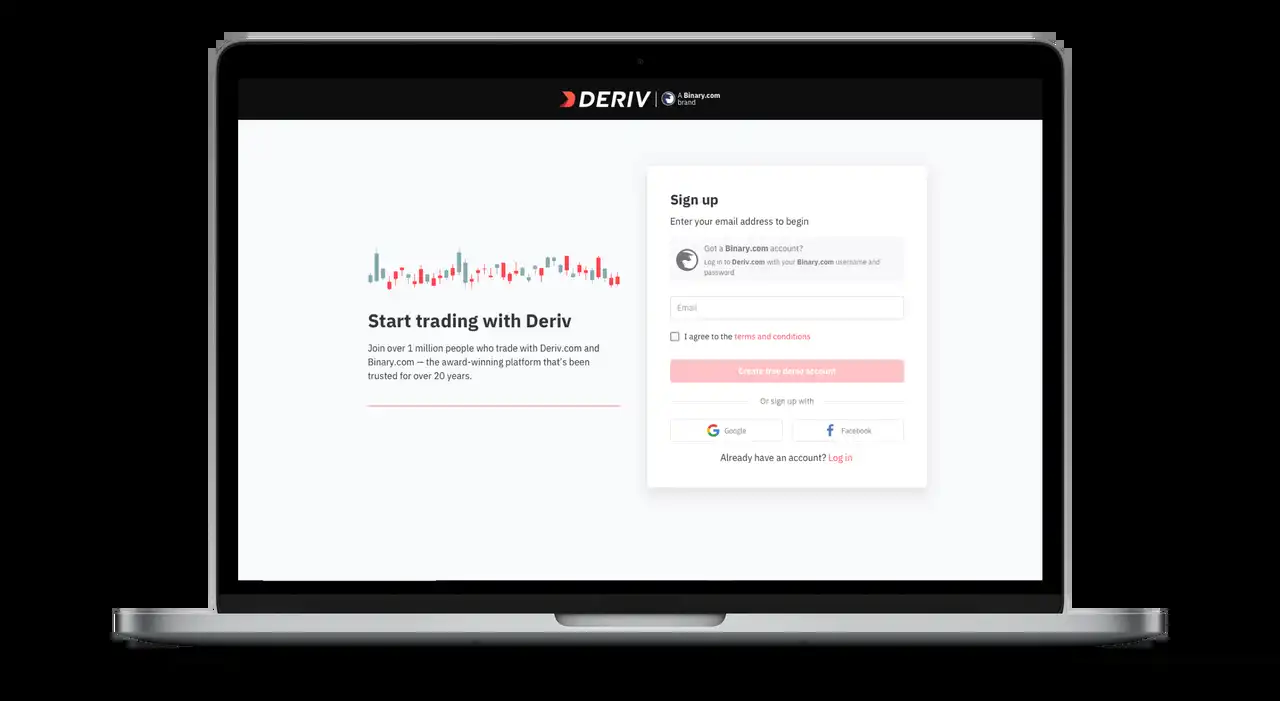 DERIV
A Binary.com
brand
Start trading with Deriv
Join over 1 million people who trade with Deriv.com and
Binary.com — the award-winning platform that's been
trusted for over 20 years.
Sign up
Enter your email address to begin
Got a Binary.com account?
Log in to Deriv.com with your Binary.com username and
password
Email
I agree to the terms and conditions
Create free demo account
Or sign up with
Google
Facebook
Already have an account? Log in